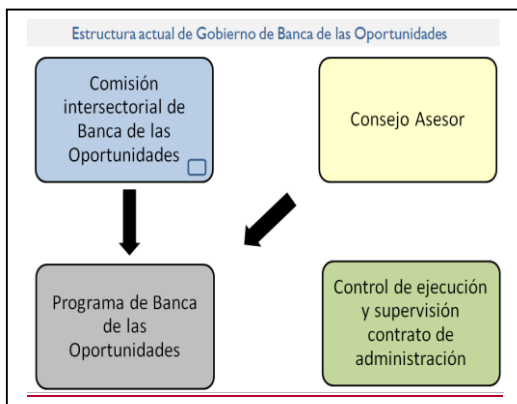 Estructura actual de Gobierno de Banca de las Oportunidades
Comisión
intersectorial de
Banca de las
Oportunidades
Consejo Asesor
Programa de Banca
de las
Oportunidades
Control de ejecución
y supervisión
contrato de
administración